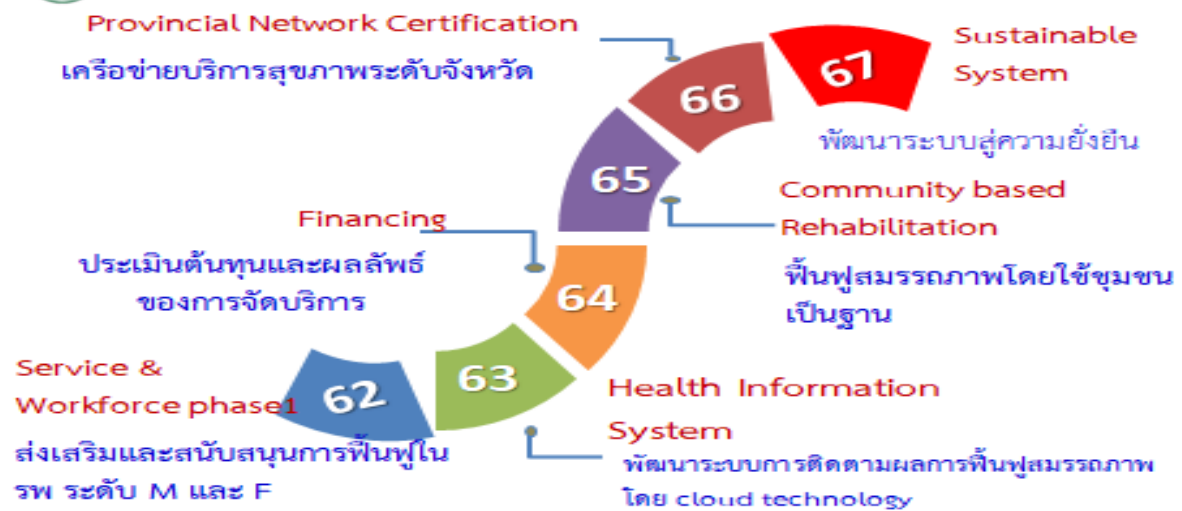 Provincial Network Certification
เครือข่ายบริการสุขภาพระดับจังหวัด
66
67
Sustainable
System
พัฒนาระบบสู่ความยั่งยืน
65
Community based
Rehabilitation
ฟื้นฟูสมรรถภาพโดยใช้ชุมชน
เป็นฐาน
Financing
ประเมินต้นทุนและผลลัพธ์
ของการจัดบริการ
64
Service &
Workforce phase1
62
ส่งเสริมและสนับสนุนการฟื้นฟูใน
รพ ระดับ M และ F
63
Health Information
System
พัฒนาระบบการติดตามผลการฟื้นฟูสมรรถภาพ
โดย cloud technology